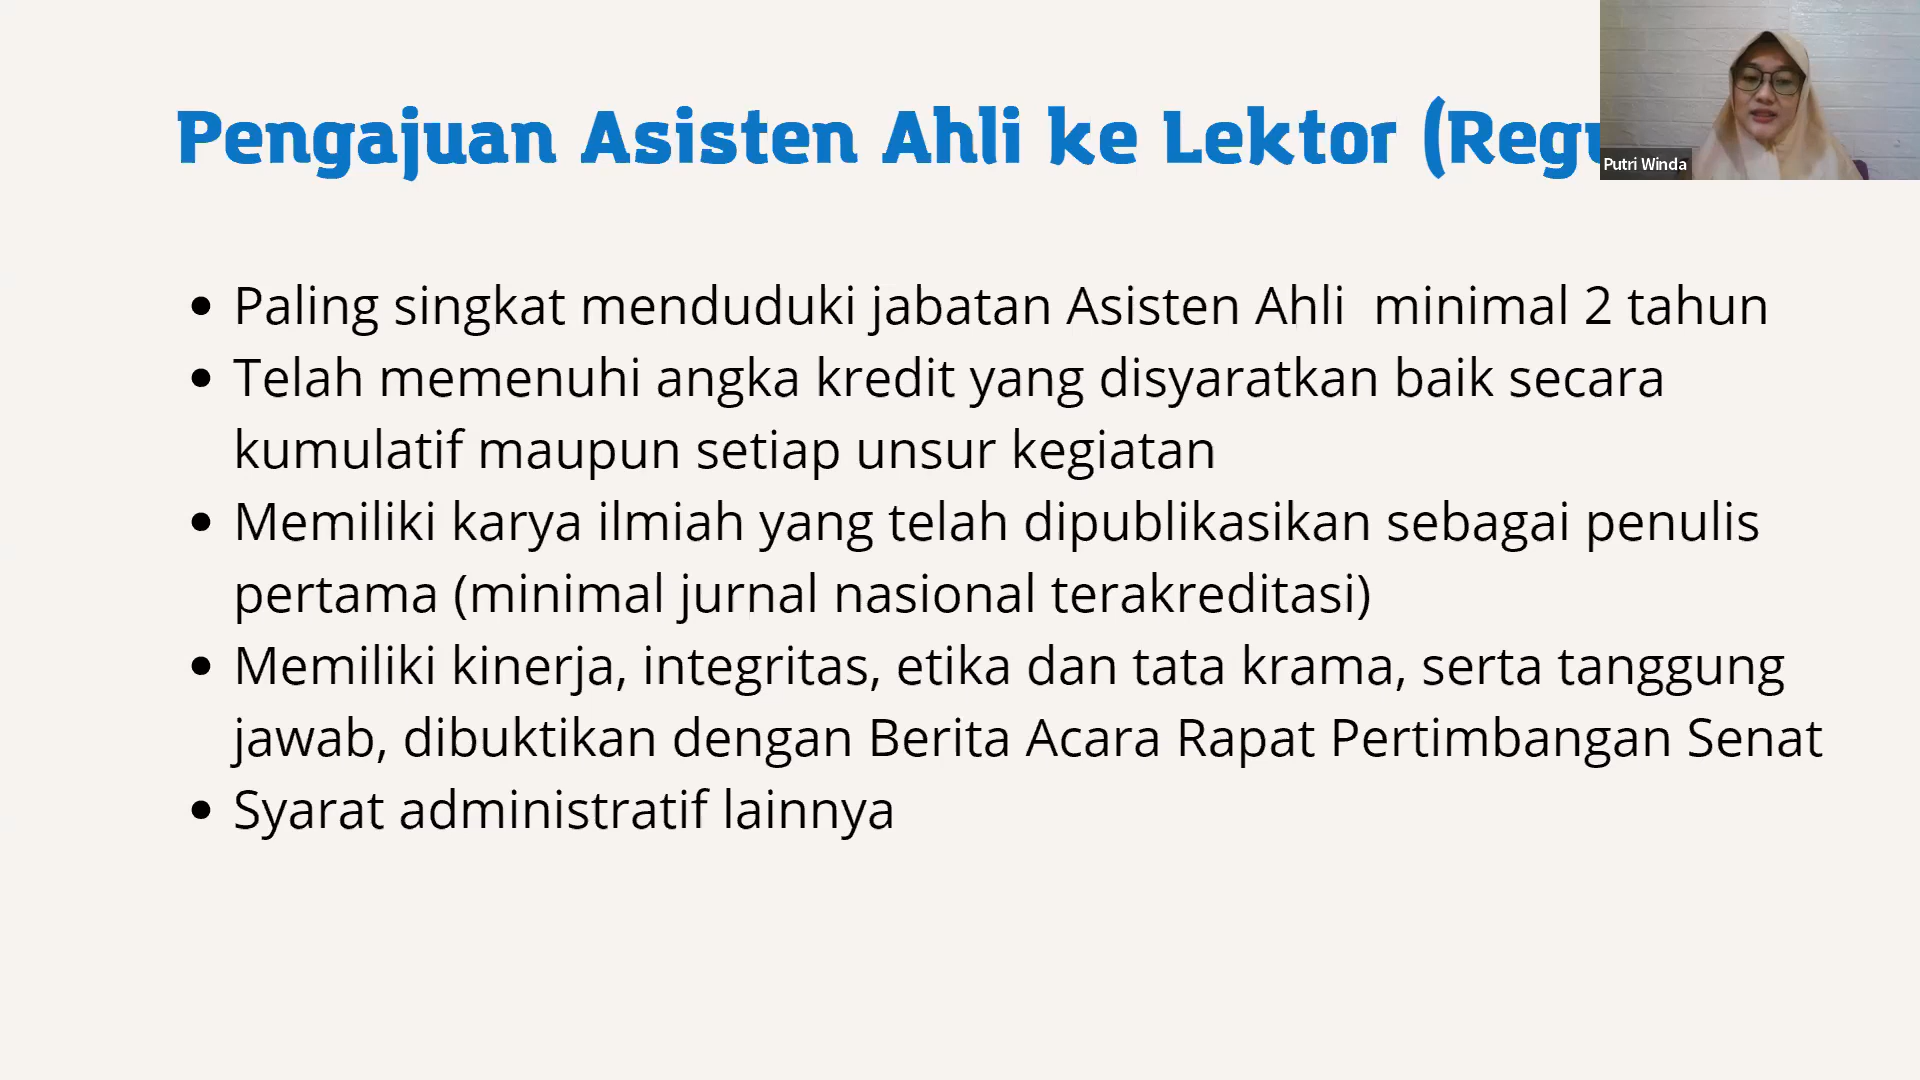 Pengajuan Asisten Ahli ke Lektor
Putri Winda
• Paling singkat menduduki jabatan Asisten Ahli  minimal 2 tahun
• Telah memenuhi angka kredit yang disyaratkan baik secara
kumulatif maupun setiap unsur kegiatan
• Memiliki karya ilmiah yang telah dipublikasikan sebagai penulis
pertama (minimal jurnal nasional terakreditasi)
• Memiliki kinerja, integritas, etika dan tata krama, serta tanggung
jawab, dibuktikan dengan Berita Acara Rapat Pertimbangan Senat
• Syarat administratif lainnya